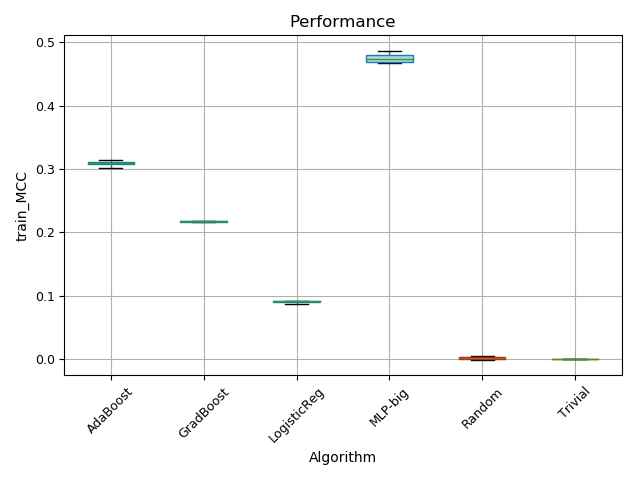 Performance
0.5
0.4
0.3
0.2
0.1
0.0
train_MCC
AdaBoost
GradBoost
LogisticReg
MLP-big
Random
Trivial
Algorithm